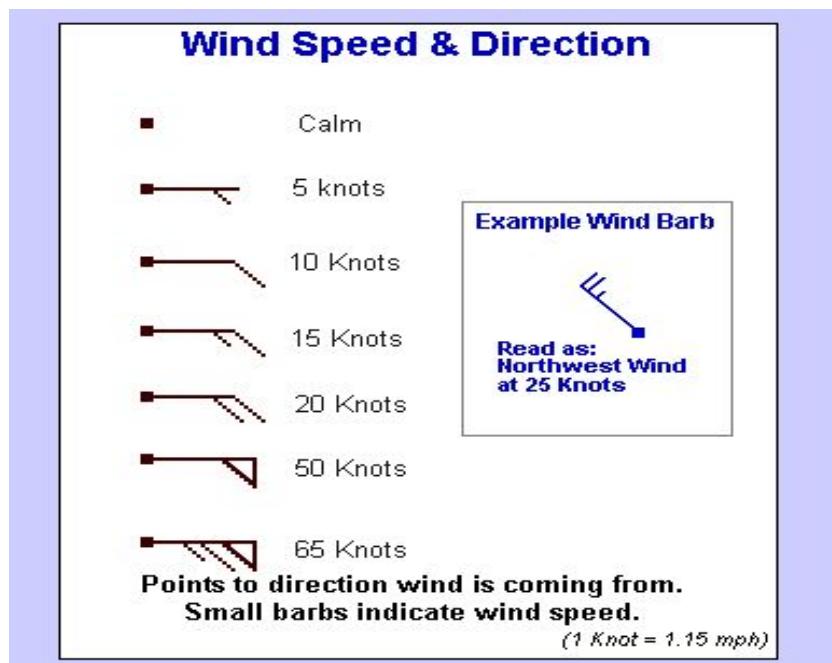 Wind Speed & Direction
Calm
5 knots
10 Knots
15 Knots
20 Knots
50 Knots
65 Knots
Example Wind Barb
Read as:
Northwest Wind
at 25 Knots
Points to direction wind is coming from.
Small barbs indicate wind speed.
(1 Knot = 1.15 mph)